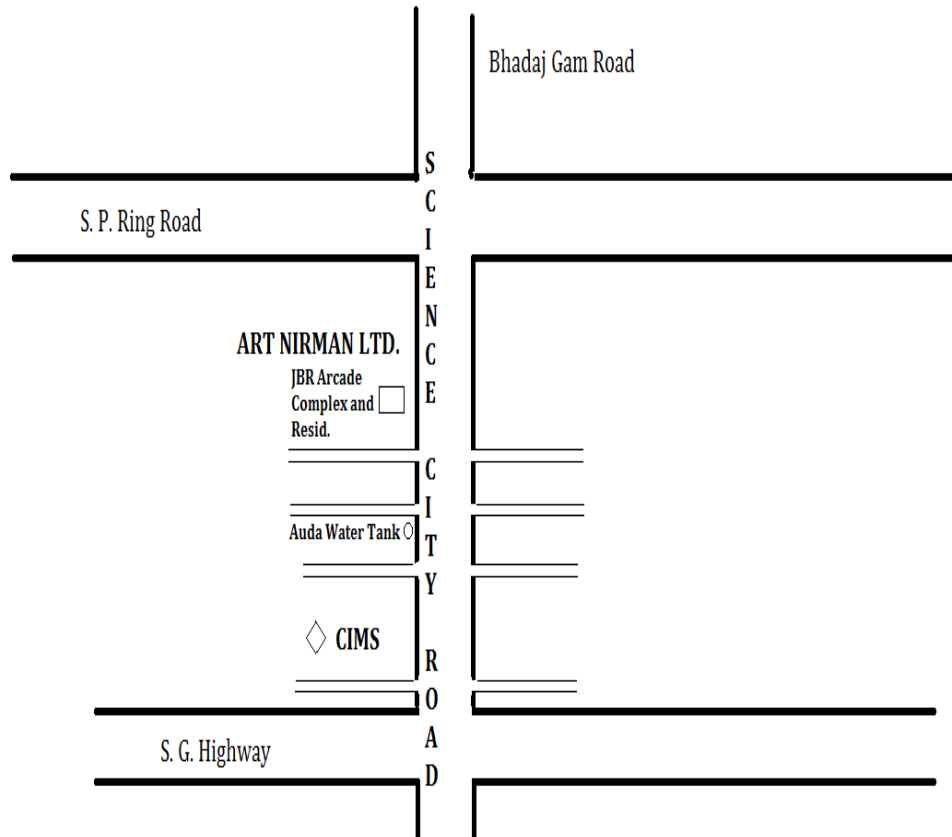 Bhadaj Gam Road
SCIENCE CITY ROAD
S. P. Ring Road
ART NIRMAN LTD.
JBR Arcade
Complex and
Resid.
Auda Water Tank
CIMS
S. G. Highway